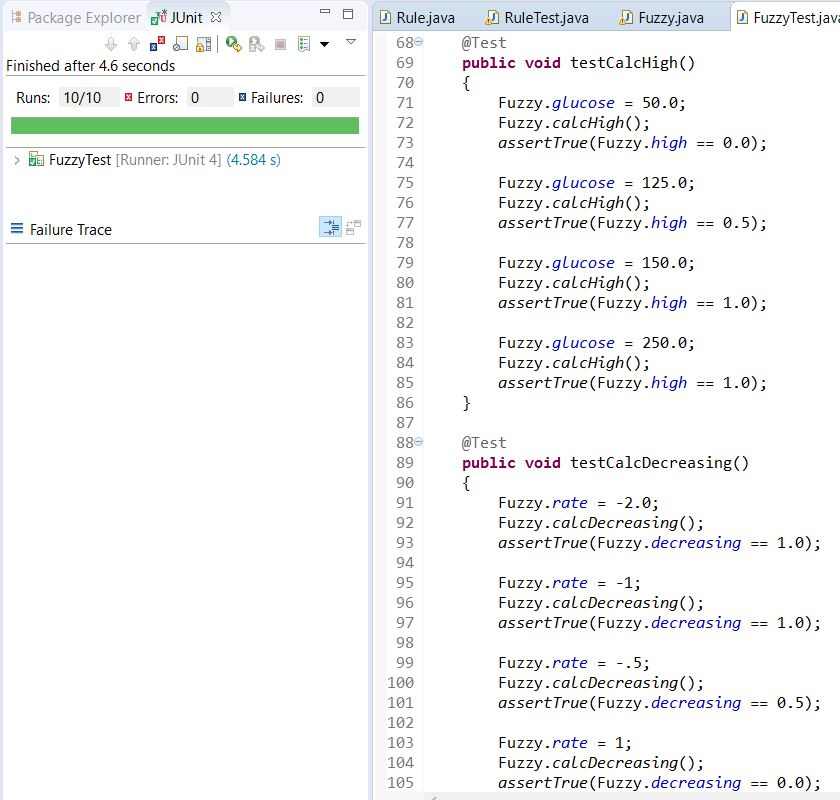 Package Explorer JUnit
Finished after 4.6 seconds
Runs: 10/10 Errors: 0 Failures: 0
FuzzyTest [Runner: JUnit 4] (4.584 s)
Failure Trace
Rule.java RuleTest.java Fuzzy.java FuzzyTest.java
68 @Test
69 public void testCalcHigh()
70 {
71 Fuzzy.glucose = 50.0;
72 Fuzzy.calcHigh();
73 assertTrue(Fuzzy.high == 0.0);
74
75 Fuzzy.glucose = 125.0;
76 Fuzzy.calcHigh();
77 assertTrue(Fuzzy.high == 0.5);
78
79 Fuzzy.glucose = 150.0;
80 Fuzzy.calcHigh();
81 assertTrue(Fuzzy.high == 1.0);
82
83 Fuzzy.glucose = 250.0;
84 Fuzzy.calcHigh();
85 assertTrue(Fuzzy.high == 1.0);
86 }
87
88 @Test
89 public void testCalcDecreasing()
90 {
91 Fuzzy.rate = -2.0;
92 Fuzzy.calcDecreasing();
93 assertTrue(Fuzzy.decreasing == 1.0);
94
95 Fuzzy.rate = -1;
96 Fuzzy.calcDecreasing();
97 assertTrue(Fuzzy.decreasing == 1.0);
98
99 Fuzzy.rate = -.5;
100 Fuzzy.calcDecreasing();
101 assertTrue(Fuzzy.decreasing == 0.5);
102
103 Fuzzy.rate = 1;
104 Fuzzy.calcDecreasing();
105 assertTrue(Fuzzy.decreasing == 0.0);